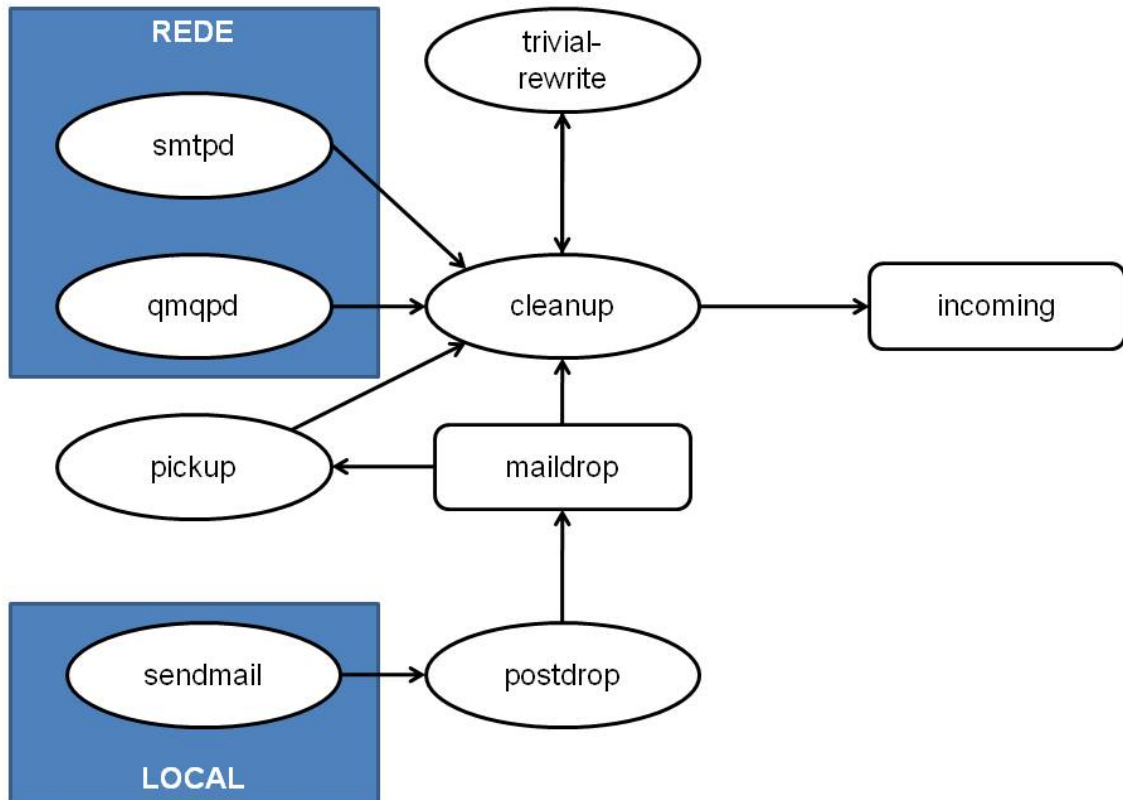 REDE
trivial-
rewrite
smtpd
qmqpd
cleanup
incoming
pickup
maildrop
sendmail
postdrop
LOCAL